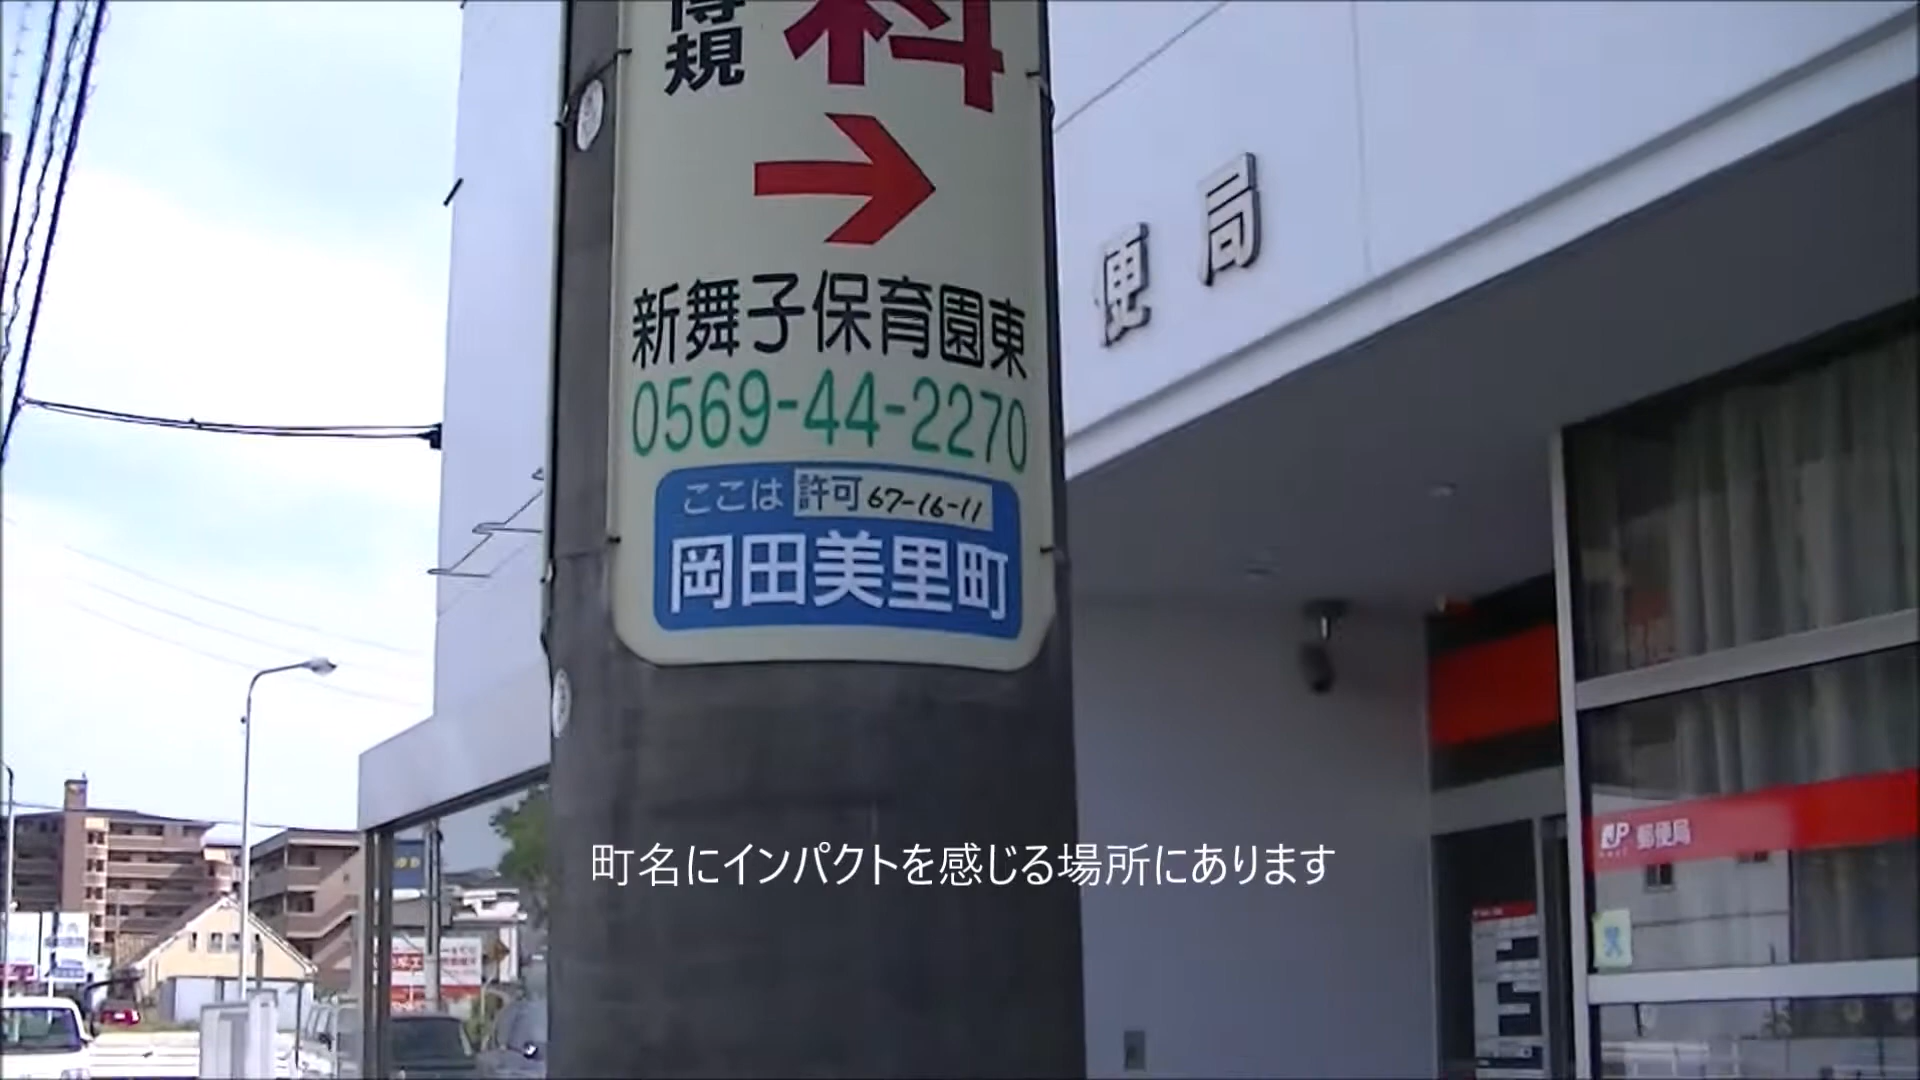 科
博規
新舞子保育園東
0569-44-2270
ここは 許可 67-16-11
岡田美里町
便局
JP 郵便局
町名にインパクトを感じる場所にあります